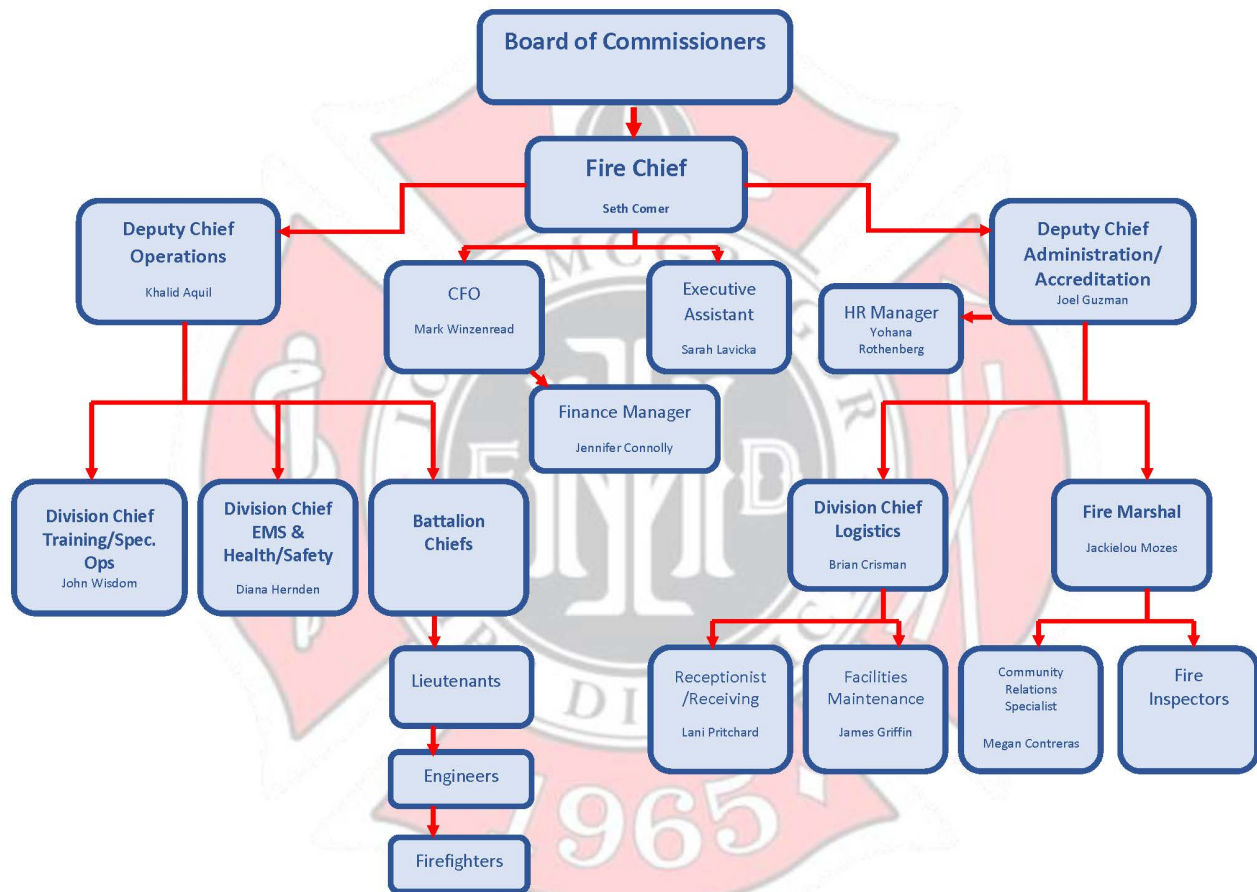 Board of Commissioners
Fire Chief
Seth Comer
Deputy Chief
Operations
Khalid Aquil
CFO
Mark Winzenread
Executive
Assistant
Sarah Lavicka
Deputy Chief
Administration/
Accreditation
Joel Guzman
HR Manager
Yohana
Rothenberg
Finance Manager
Jennifer Connolly
Division Chief
Training/Spec.
Ops
John Wisdom
Division Chief
EMS &
Health/Safety
Diana Hernden
Battalion
Chiefs
Division Chief
Logistics
Brian Crisman
Fire Marshal
Jackielou Mozes
Lieutenants
Engineers
Firefighters
Receptionist
/Receiving
Lani Pritchard
Facilities
Maintenance
James Griffin
Community
Relations
Specialist
Megan Contreras
Fire
Inspectors
1965